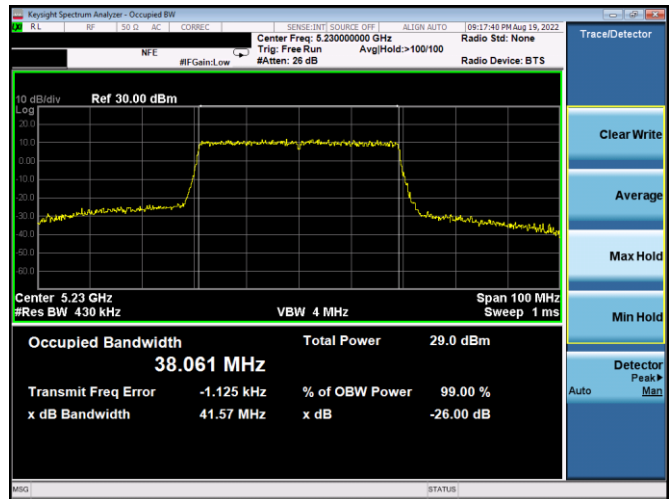 Keysight Spectrum Analyzer - Occupied BW
RL RF 50 Ω AC CORREC SENSE:INT SOURCE OFF ALIGN AUTO 09:17:40 PM Aug 19, 2022
Center Freq: 5.230000000 GHz Radio Std: None
NFE Trig: Free Run Avg|Hold:>100/100
#IFGain:Low #Atten: 26 dB Radio Device: BTS
Trace/Detector
10 dB/div Ref 30.00 dBm
Log
20.0
10.0
0.00
-10.0
-20.0
-30.0
-40.0
-50.0
-60.0
Center 5.23 GHz Span 100 MHz
#Res BW 430 kHz VBW 4 MHz Sweep 1 ms
Occupied Bandwidth Total Power 29.0 dBm
38.061 MHz
Transmit Freq Error -1.125 kHz % of OBW Power 99.00 %
x dB Bandwidth 41.57 MHz x dB -26.00 dB
Clear Write
Average
Max Hold
Min Hold
Detector
Peak▶
Auto Man
MSG STATUS